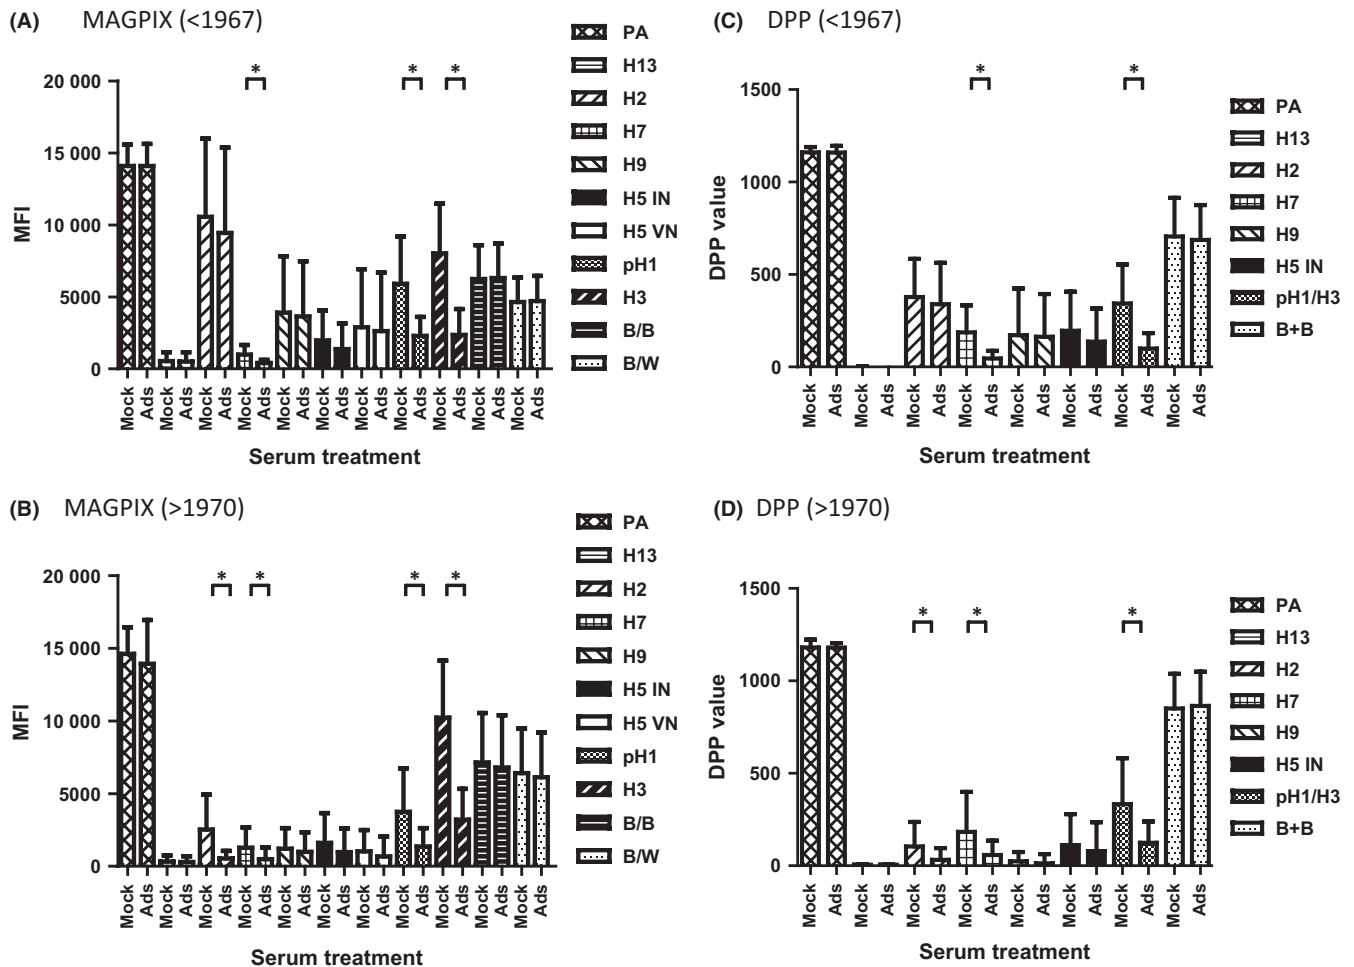 (A) MAGPIX (<1967)
*
*
*
20 000
15 000
10 000
5000
0
MFI
Mock Ads Mock Ads Mock Ads Mock Ads Mock Ads Mock Ads Mock Ads Mock Ads Mock Ads Mock Ads Mock Ads
Serum treatment
PA
H13
H2
H7
H9
H5 IN
H5 VN
pH1
H3
B/B
B/W
(C) DPP (<1967)
*
*
1500
1000
500
0
DPP value
Mock Ads Mock Ads Mock Ads Mock Ads Mock Ads Mock Ads Mock Ads Mock Ads
Serum treatment
PA
H13
H2
H7
H9
H5 IN
pH1/H3
B+B
(B) MAGPIX (>1970)
*
*
*
*
20 000
15 000
10 000
5000
0
MFI
Mock Ads Mock Ads Mock Ads Mock Ads Mock Ads Mock Ads Mock Ads Mock Ads Mock Ads Mock Ads Mock Ads
Serum treatment
PA
H13
H2
H7
H9
H5 IN
H5 VN
pH1
H3
B/B
B/W
(D) DPP (>1970)
*
*
*
1500
1000
500
0
DPP value
Mock Ads Mock Ads Mock Ads Mock Ads Mock Ads Mock Ads Mock Ads Mock Ads
Serum treatment
PA
H13
H2
H7
H9
H5 IN
pH1/H3
B+B